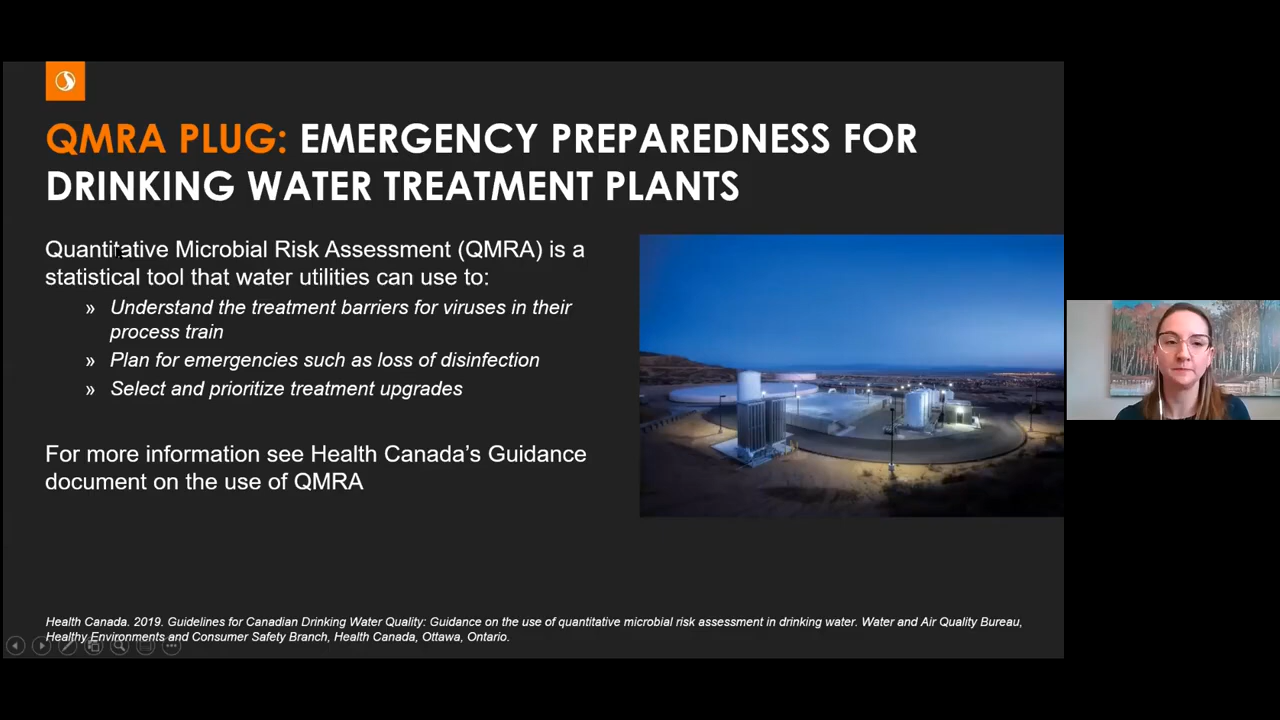 QMRA PLUG: EMERGENCY PREPAREDNESS FOR
DRINKING WATER TREATMENT PLANTS
Quantitative Microbial Risk Assessment (QMRA) is a
statistical tool that water utilities can use to:
» Understand the treatment barriers for viruses in their
process train
» Plan for emergencies such as loss of disinfection
» Select and prioritize treatment upgrades
For more information see Health Canada’s Guidance
document on the use of QMRA
Health Canada. 2019. Guidelines for Canadian Drinking Water Quality: Guidance on the use of quantitative microbial risk assessment in drinking water. Water and Air Quality Bureau,
Healthy Environments and Consumer Safety Branch, Health Canada, Ottawa, Ontario.